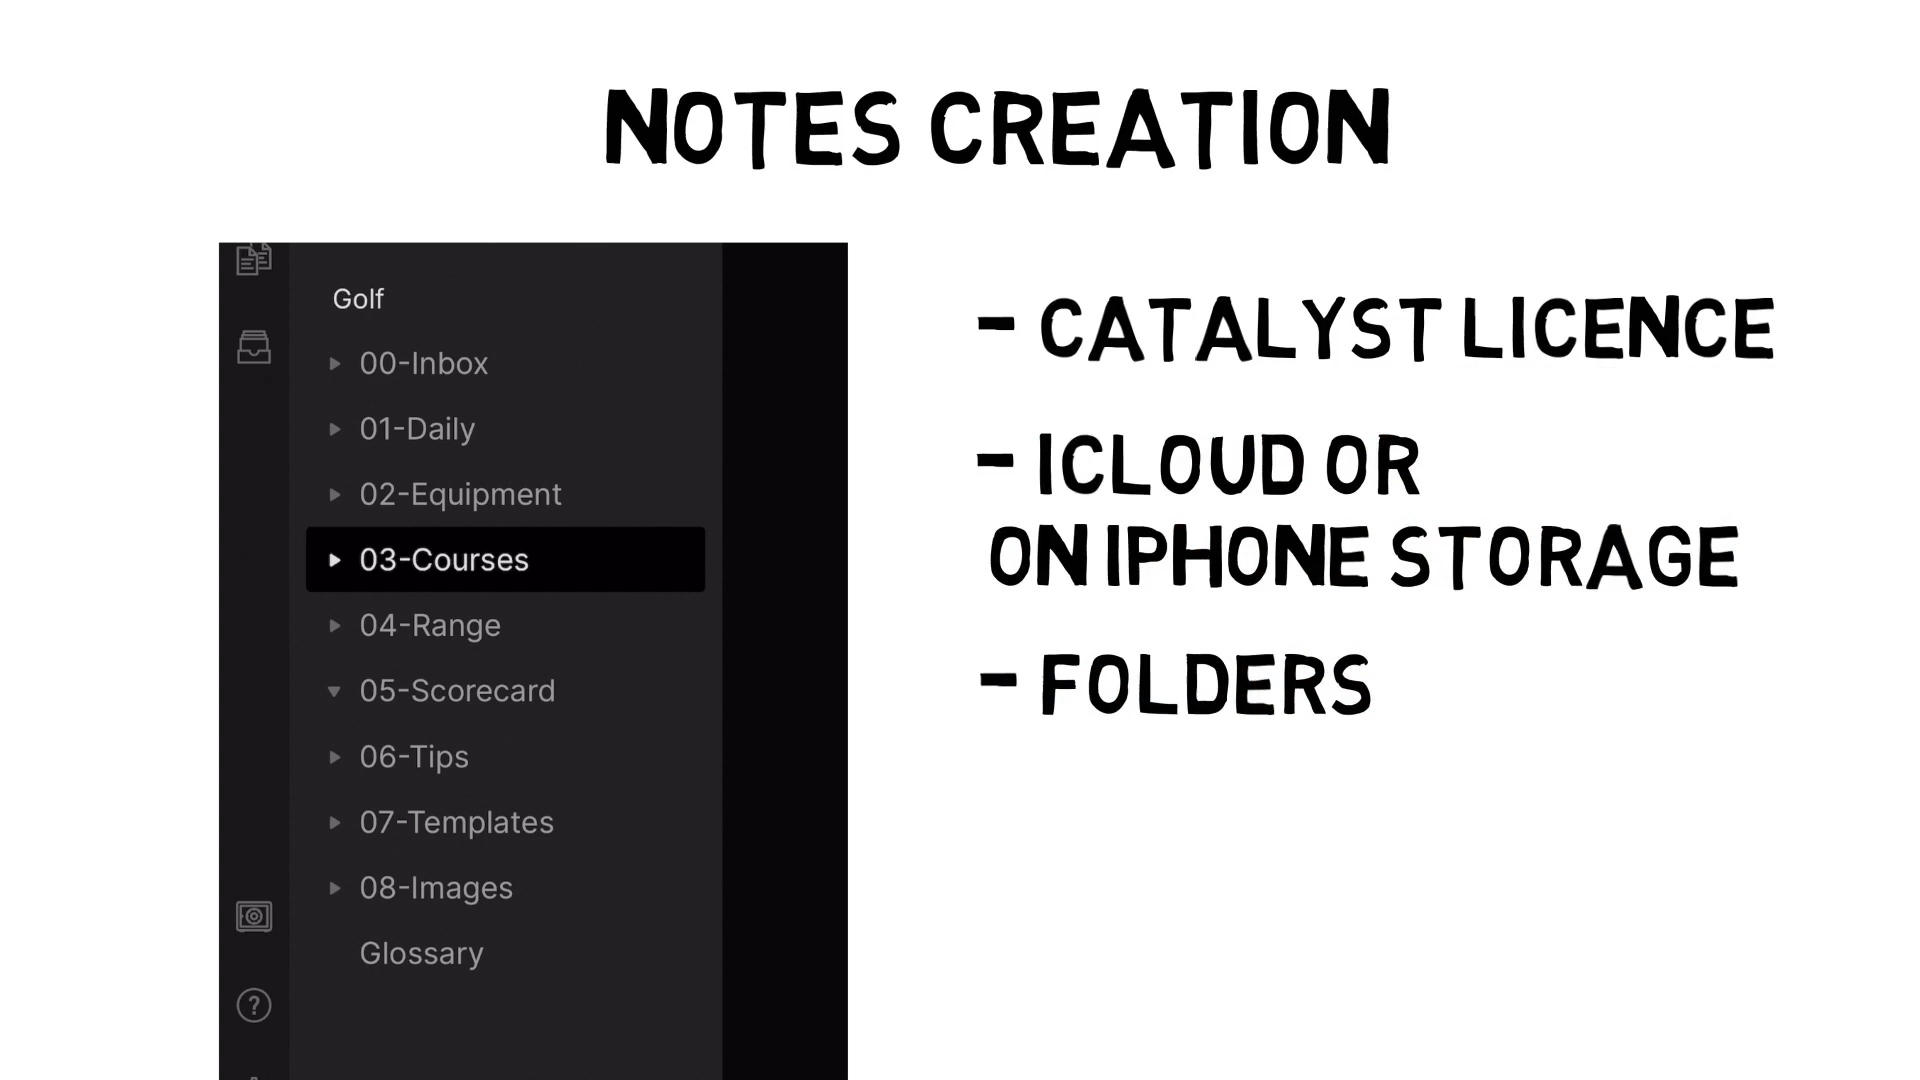 NOTES CREATION
Golf
00-Inbox
01-Daily
02-Equipment
03-Courses
04-Range
05-Scorecard
06-Tips
07-Templates
08-Images
Glossary
?
- CATALYST LICENCE
- ICLOUD OR
ON IPHONE STORAGE
- FOLDERS